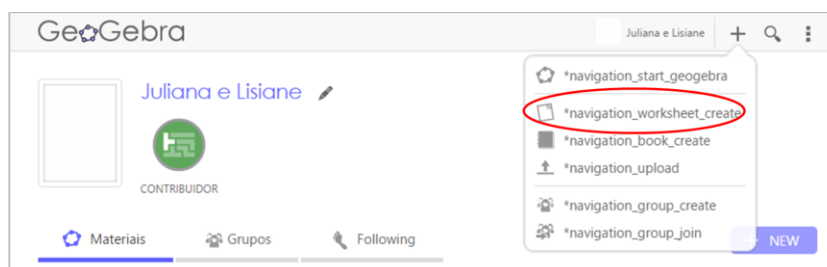 GeoGebra
Juliana e Lisiane
Juliana e Lisiane
CONTRIBUIDOR
*navigation_start_geogebra
*navigation_worksheet_create
*navigation_book_create
*navigation_upload
*navigation_group_create
*navigation_group_join
Materiais Grupos Following
+ NEW